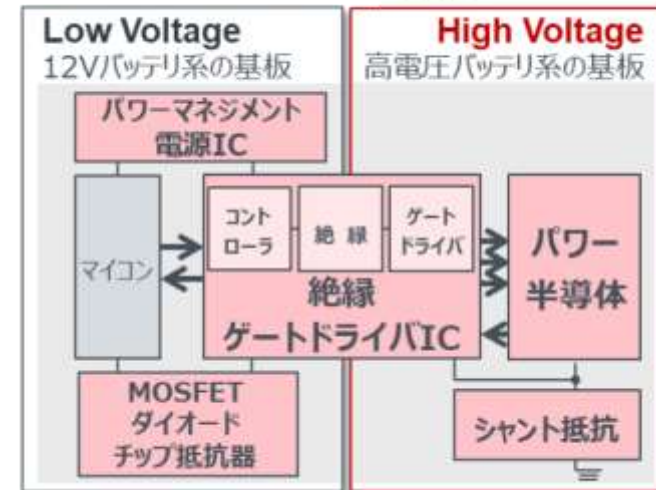 Low Voltage
12Vバッテリ系の基板
High Voltage
高電圧バッテリ系の基板
パワーマネジメント
電源IC
マイコン
コント
ローラ
絶 縁
ゲート
ドライバ
絶縁
ゲートドライバIC
パワー
半導体
MOSFET
ダイオード
チップ抵抗器
シャント抵抗